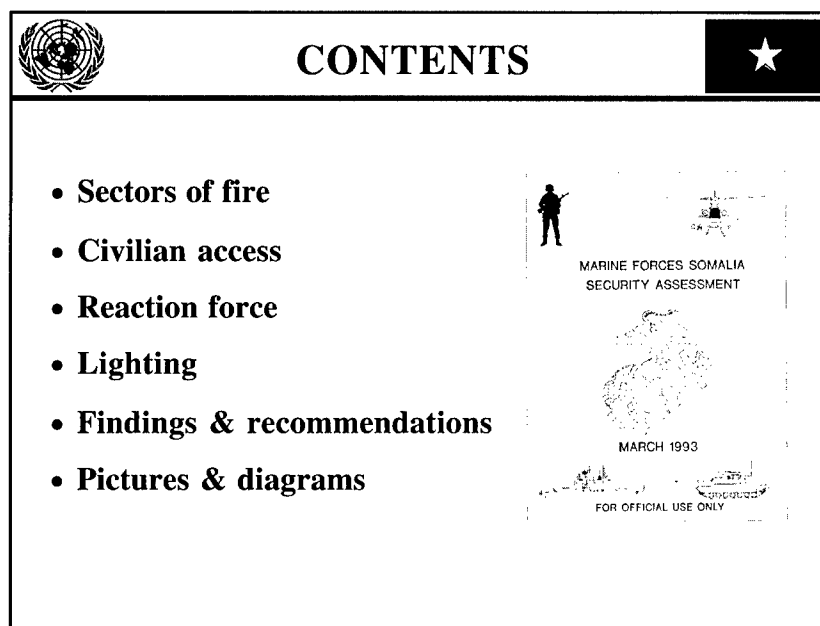 CONTENTS
• Sectors of fire
• Civilian access
• Reaction force
• Lighting
• Findings & recommendations
• Pictures & diagrams
MARINE FORCES SOMALIA
SECURITY ASSESSMENT
MARCH 1993
FOR OFFICIAL USE ONLY